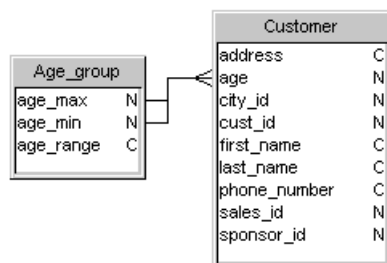 Age_group
age_max N
age_min N
age_range C
Customer
address C
age N
city_id N
cust_id N
first_name C
last_name C
phone_number C
sales_id N
sponsor_id N